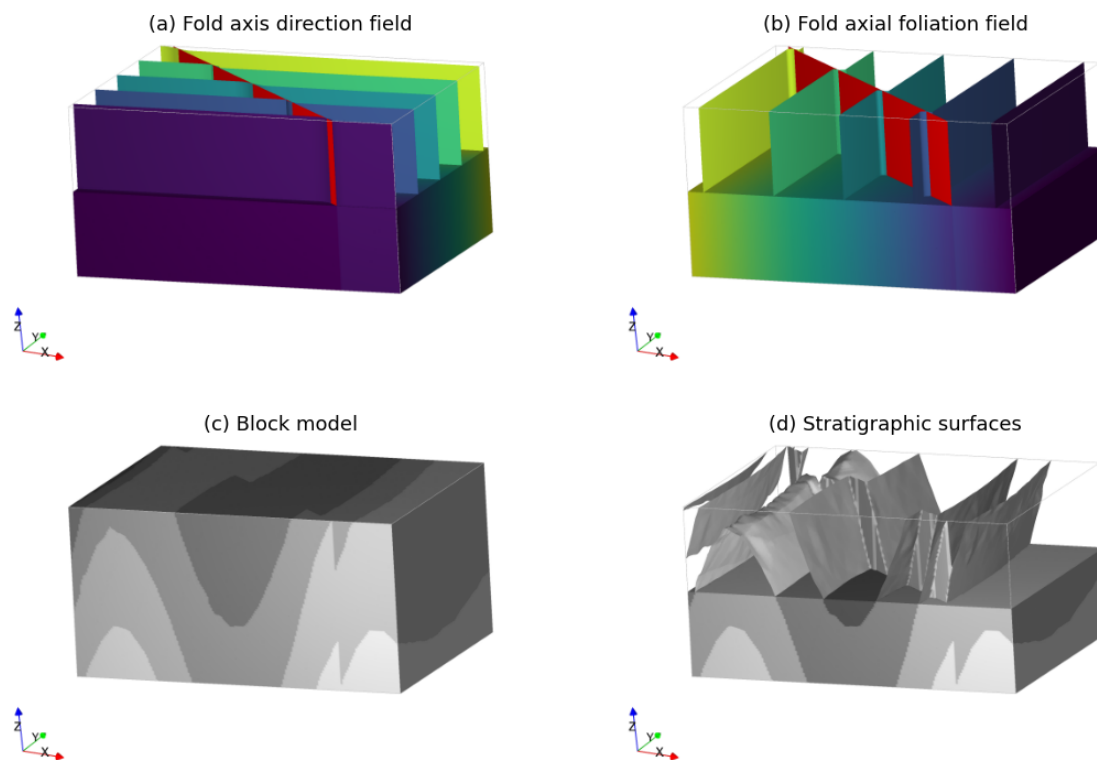 (a) Fold axis direction field
(b) Fold axial foliation field
Z
Y
X
Z
Y
X
(c) Block model
(d) Stratigraphic surfaces
Z
Y
X
Z
Y
X